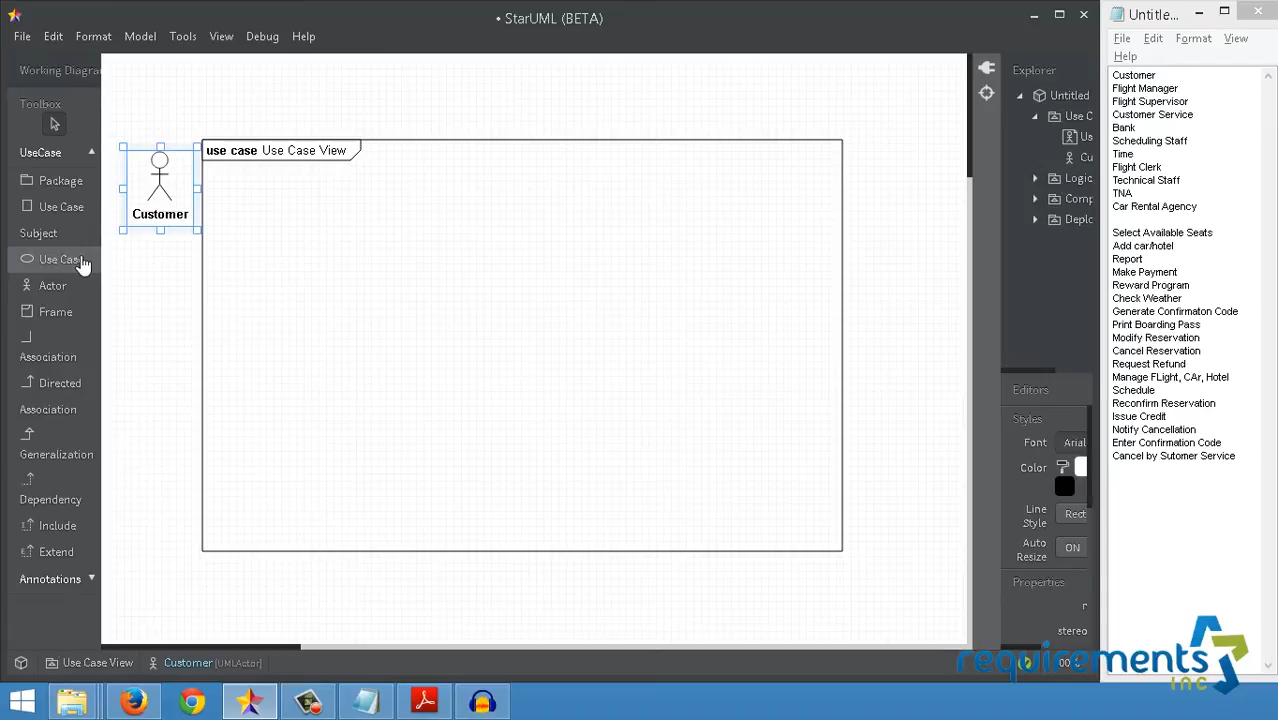 • StarUML (BETA)
File Edit Format Model Tools View Debug Help
Working Diagra
Toolbox
UseCase
Package
Use Case
Subject
Use Case
Actor
Frame
Association
Directed
Association
Generalization
Dependency
Include
Extend
Annotations
use case Use Case View
Customer
Explorer
Untitled
Use C
Us
Cu
Logic
Comp
Deplo
Editors
Styles
Font Arial
Color
Line
Style Rect
Auto
Resize ON
Properties
stereo
Use Case View Customer [UMLActor]
Untitle...
File Edit Format View
Help
Customer
Flight Manager
Flight Supervisor
Customer Service
Bank
Scheduling Staff
Time
Flight Clerk
Technical Staff
TNA
Car Rental Agency
Select Available Seats
Add car/hotel
Report
Make Payment
Reward Program
Check Weather
Generate Confirmaton Code
Print Boarding Pass
Modify Reservation
Cancel Reservation
Request Refund
Manage FLight, CAr, Hotel
Schedule
Reconfirm Reservation
Issue Credit
Notify Cancellation
Enter Confirmation Code
Cancel by Sutomer Service
requirements
inc